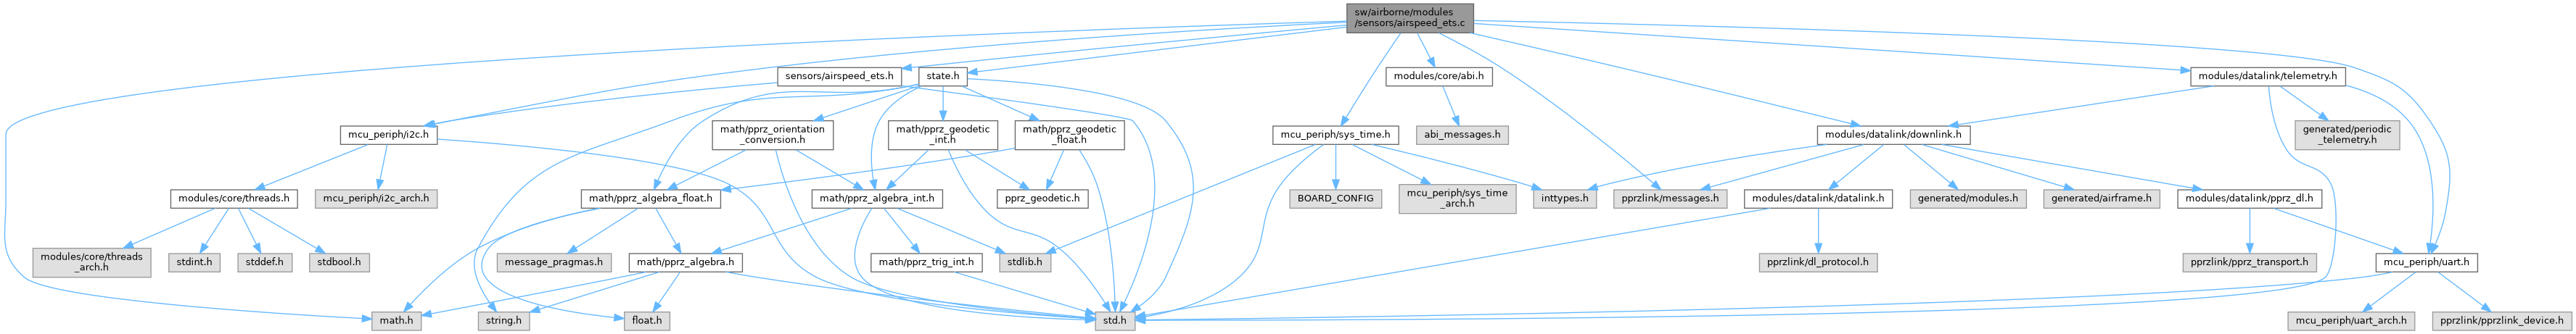 sw/airborne/modules
/sensors/airspeed_ets.c
sensors/airspeed_ets.h
state.h
modules/core/abi.h
modules/datalink/telemetry.h
mcu_periph/i2c.h
math/pprz_orientation
_conversion.h
math/pprz_geodetic
_int.h
math/pprz_geodetic
_float.h
mcu_periph/sys_time.h
abi_messages.h
modules/datalink/downlink.h
generated/periodic
_telemetry.h
modules/core/threads.h
mcu_periph/i2c_arch.h
math/pprz_algebra_float.h
math/pprz_algebra_int.h
pprz_geodetic.h
BOARD_CONFIG
mcu_periph/sys_time
_arch.h
inttypes.h
pprzlink/messages.h
modules/datalink/datalink.h
generated/modules.h
generated/airframe.h
modules/datalink/pprz_dl.h
modules/core/threads
_arch.h
stdint.h
stddef.h
stdbool.h
message_pragmas.h
math/pprz_algebra.h
math/pprz_trig_int.h
stdlib.h
pprzlink/dl_protocol.h
pprzlink/pprz_transport.h
mcu_periph/uart.h
math.h
string.h
float.h
std.h
mcu_periph/uart_arch.h
pprzlink/pprzlink_device.h